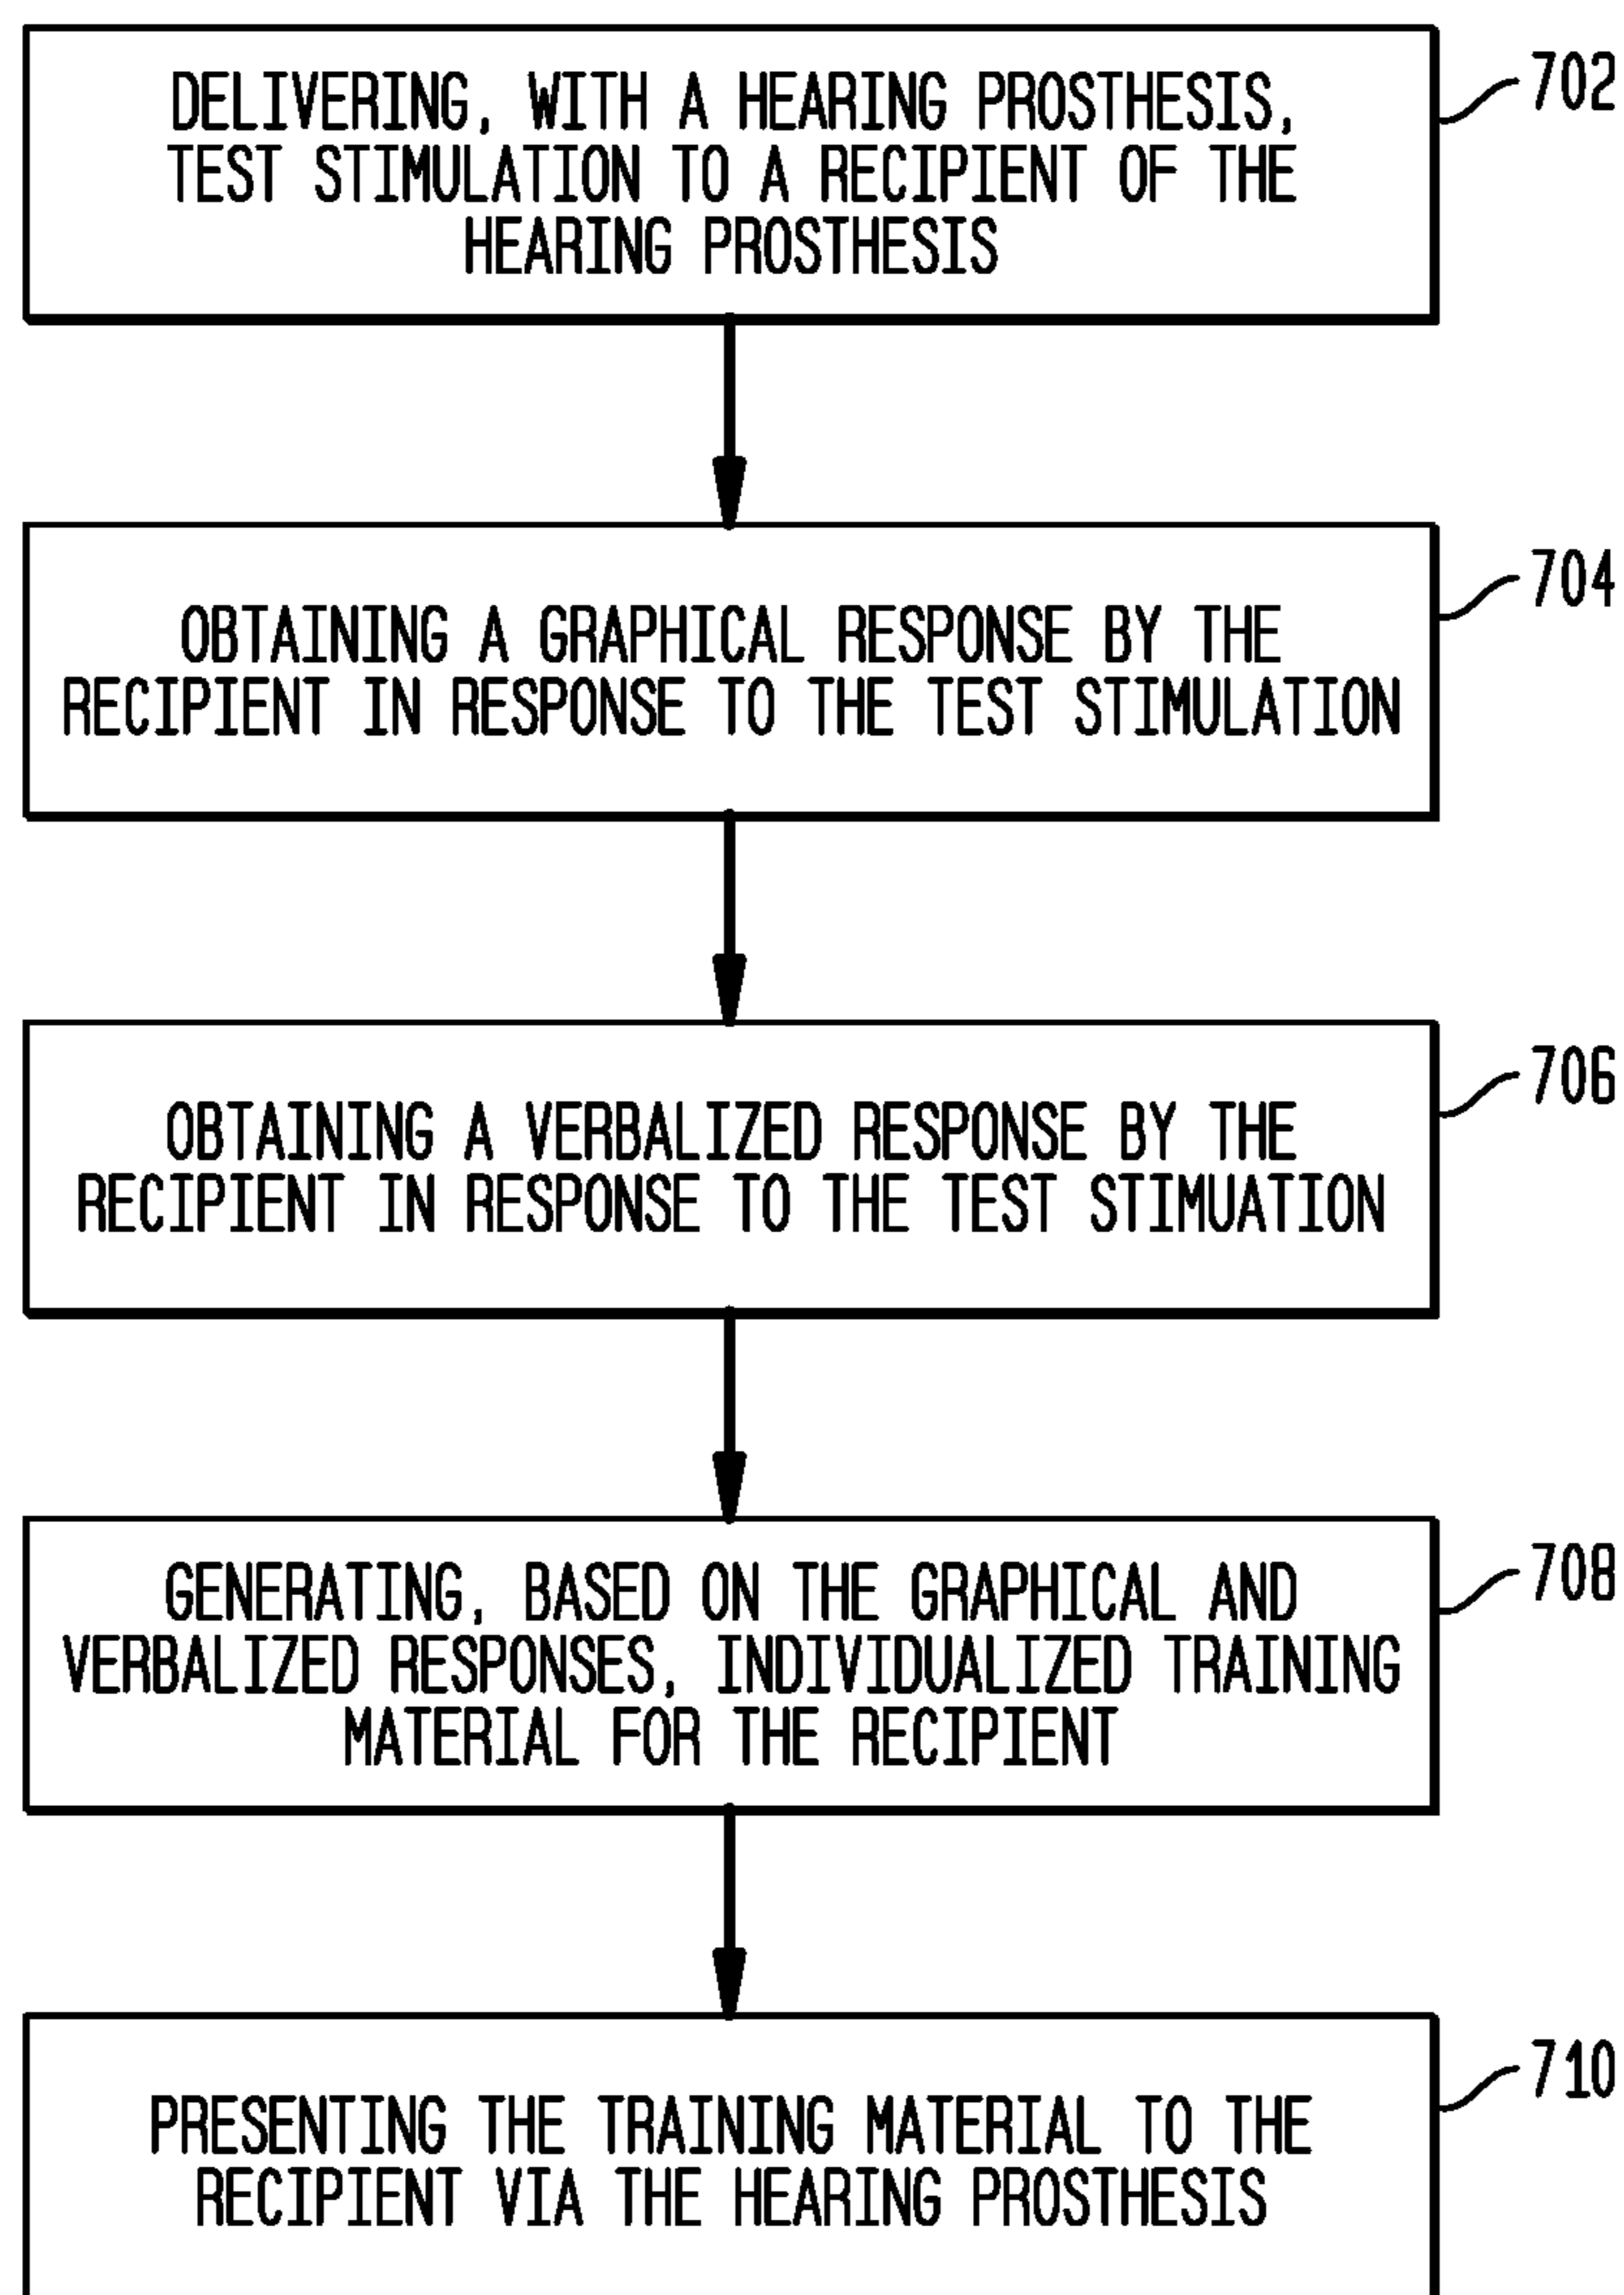 DELIVERING, WITH A HEARING PROSTHESIS,
TEST STIMULATION TO A RECIPIENT OF THE
HEARING PROSTHESIS
702
OBTAINING A GRAPHICAL RESPONSE BY THE
RECIPIENT IN RESPONSE TO THE TEST STIMULATION
704
OBTAINING A VERBALIZED RESPONSE BY THE
RECIPIENT IN RESPONSE TO THE TEST STIMUATION
706
GENERATING, BASED ON THE GRAPHICAL AND
VERBALIZED RESPONSES, INDIVIDUALIZED TRAINING
MATERIAL FOR THE RECIPIENT
708
PRESENTING THE TRAINING MATERIAL TO THE
RECIPIENT VIA THE HEARING PROSTHESIS
710